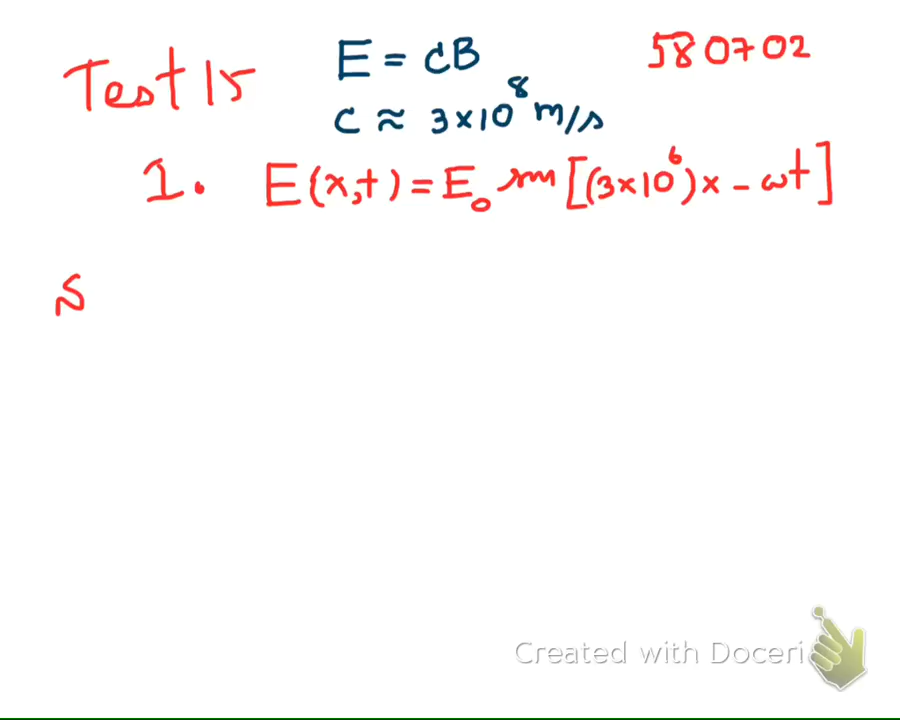 Test 15 E = cB 580702
c ≈ 3×10⁸ m/s
1. E(x,t) = E₀ sin[(3×10⁶)x - ωt]
Created with Doceri